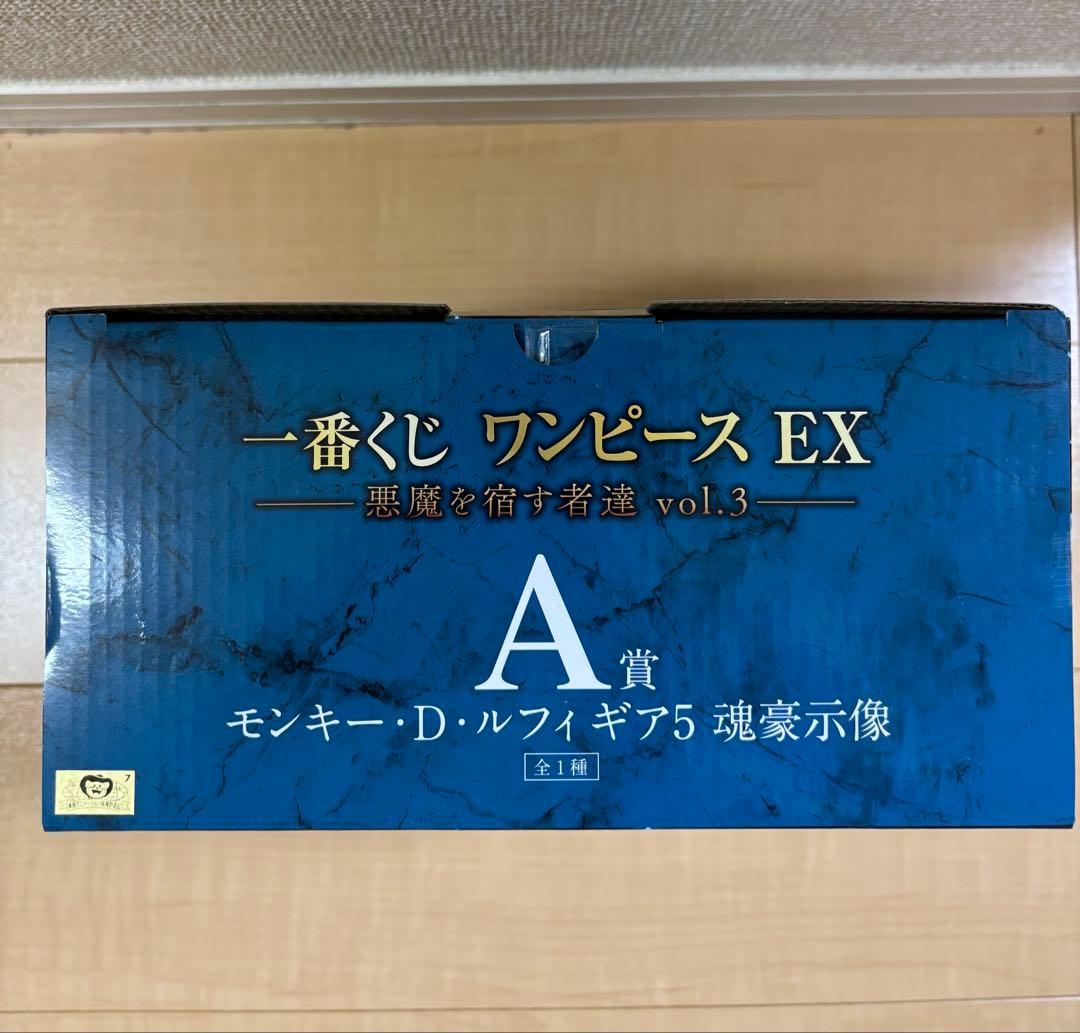 一番くじ ワンピース EX
悪魔を宿す者達 vol.3
A賞
モンキー・D・ルフィ ギア5 魂豪示像
全1種
7